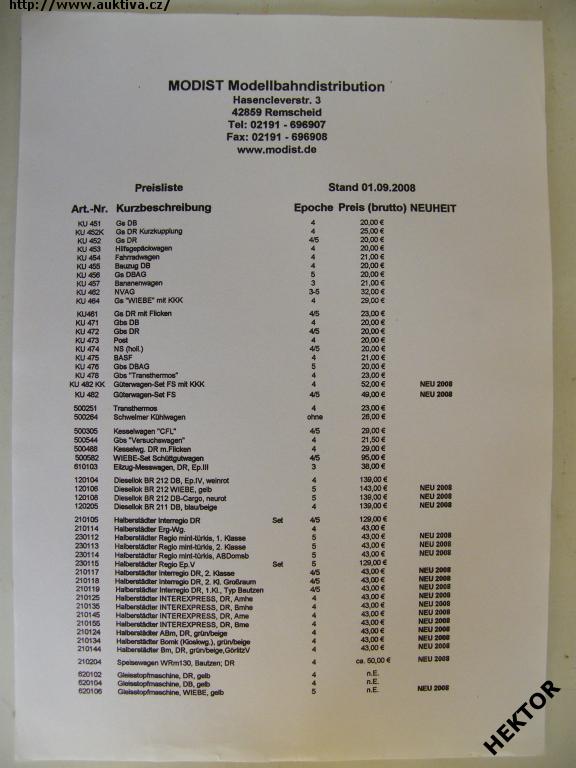 http://www.auktiva.cz/
MODIST Modellbahndistribution
Hasencleverstr. 3
42859 Remscheid
Tel: 02191 - 696907
Fax: 02191 - 696908
www.modist.de
Preisliste Stand 01.09.2008
Art.-Nr. Kurzbeschreibung Epoche Preis (brutto) NEUHEIT
KU 451 Gs DB 4 20,00 €
KU 452K Gs DR Kurzkupplung 4 25,00 €
KU 452 Gs DR 4/5 20,00 €
KU 453 Hilfsgepäckwagen 4 20,00 €
KU 454 Fahrradwagen 4 21,00 €
KU 455 Bauzug DB 4 20,00 €
KU 456 Gs DBAG 5 20,00 €
KU 457 Bananenwagen 3 21,00 €
KU 462 NVAG 3-5 32,00 €
KU 464 Gs "WIEBE" mit KKK 4 29,00 €
KU461 Gs DR mit Flicken 4/5 23,00 €
KU 471 Gbs DB 4 20,00 €
KU 472 Gbs DR 4/5 20,00 €
KU 473 Post 4 20,00 €
KU 474 NS (holl.) 4/5 20,00 €
KU 475 BASF 4 21,00 €
KU 476 Gbs DBAG 5 20,00 €
KU 478 Gbs "Transthermos" 4 23,00 €
KU 482 KK Güterwagen-Set FS mit KKK 4 52,00 € NEU 2008
KU 482 Güterwagen-Set FS 4/5 49,00 € NEU 2008
500251 Transthermos 4 23,00 €
500264 Schwelmer Kühlwagen ohne 26,00 €
500305 Kesselwagen "CFL" 4/5 29,00 €
500544 Gbs "Versuchswagen" 4 21,50 €
500488 Kesselwg. DR m.Flicken 4 29,00 €
500582 WIEBE-Set Schüttgutwagen 4/5 95,00 €
610103 Eilzug-Messwagen, DR, Ep.III 3 38,00 €
120104 Diesellok BR 212 DB, Ep.IV, weinrot 4 139,00 €
120106 Diesellok BR 212 WIEBE, gelb 5 143,00 € NEU 2008
120108 Diesellok BR 212 DB-Cargo, neurot 5 139,00 € NEU 2008
120205 Diesellok BR 211 DB, blau/beige 4 139,00 € NEU 2008
210105 Halberstädter Interregio DR Set 4/5 129,00 €
210114 Halberstädter Erg-Wg. 4 43,00 €
230112 Halberstädter Regio mint-türkis, 1. Klasse 5 43,00 € NEU 2008
230113 Halberstädter Regio mint-türkis, 2. Klasse 5 43,00 € NEU 2008
230114 Halberstädter Regio mint-türkis, ABDomsb 5 43,00 € NEU 2008
230115 Halberstädter Regio Ep.V Set 5 129,00 €
210117 Halberstädter Interregio DR, 2. Klasse 4/5 43,00 € NEU 2008
210118 Halberstädter Interregio DR, 2. Kl. Großraum 4/5 43,00 € NEU 2008
210119 Halberstädter Interregio DR, 1.Kl., Typ Bautzen 4/5 43,00 € NEU 2008
210125 Halberstädter INTEREXPRESS, DR, Amhe 4 43,00 € NEU 2008
210135 Halberstädter INTEREXPRESS, DR, Bmhe 4 43,00 € NEU 2008
210145 Halberstädter INTEREXPRESS, DR, Ame 4 43,00 € NEU 2008
210155 Halberstädter INTEREXPRESS, DR, Bme 4 43,00 € NEU 2008
210124 Halberstädter ABm, DR, grün/beige 4 43,00 € NEU 2008
210134 Halberstädter Bomk (Kioskwg.), grün/beige 4 43,00 € NEU 2008
210144 Halberstädter Bm, DR, grün/beige,GörlitzV 4 43,00 € NEU 2008
210204 Speisewagen WRm130, Bautzen; DR 4 ca. 50,00 € NEU 2008
620102 Gleisstopfmaschine, DR, gelb 4 n.E.
620104 Gleisstopfmaschine, DB, gelb 4 n.E.
620106 Gleisstopfmaschine, WIEBE, gelb 5 n.E. NEU 2008
HEKTOR